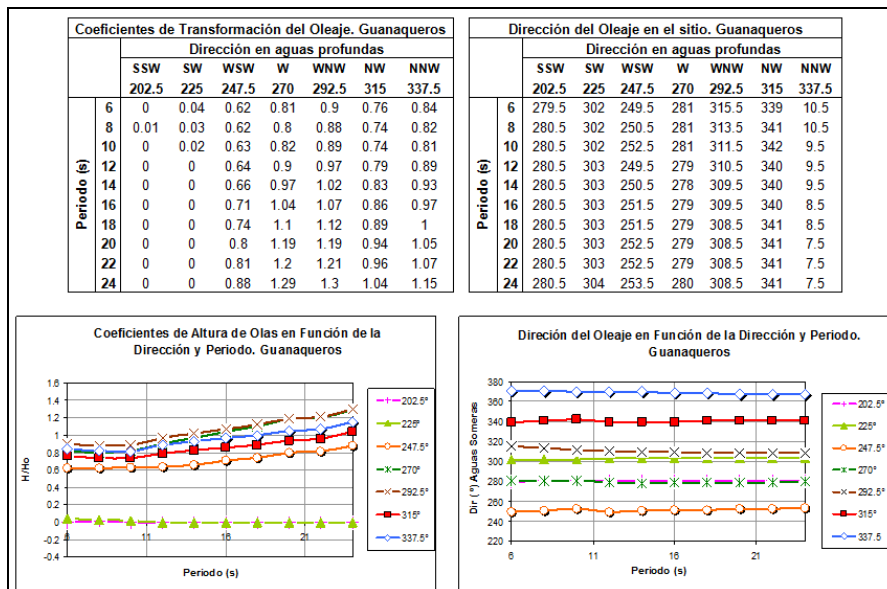 Coeficientes de Transformación del Oleaje. Guanaqueros
Dirección en aguas profundas
SSW SW WSW W WNW NW NNW
202.5 225 247.5 270 292.5 315 337.5
Periodo (s)
6 0 0.04 0.62 0.81 0.9 0.76 0.84
8 0.01 0.03 0.62 0.8 0.88 0.74 0.82
10 0 0.02 0.63 0.82 0.89 0.74 0.81
12 0 0 0.64 0.9 0.97 0.79 0.89
14 0 0 0.66 0.97 1.02 0.83 0.93
16 0 0 0.71 1.04 1.07 0.86 0.97
18 0 0 0.74 1.1 1.12 0.89 1
20 0 0 0.8 1.19 1.19 0.94 1.05
22 0 0 0.81 1.2 1.21 0.96 1.07
24 0 0 0.88 1.29 1.3 1.04 1.15
Dirección del Oleaje en el sitio. Guanaqueros
Dirección en aguas profundas
SSW SW WSW W WNW NW NNW
202.5 225 247.5 270 292.5 315 337.5
Periodo (s)
6 279.5 302 249.5 281 315.5 339 10.5
8 280.5 302 250.5 281 313.5 341 10.5
10 280.5 302 252.5 281 311.5 342 9.5
12 280.5 303 249.5 279 310.5 340 9.5
14 280.5 303 250.5 278 309.5 340 9.5
16 280.5 303 251.5 279 309.5 340 8.5
18 280.5 303 251.5 279 308.5 341 8.5
20 280.5 303 252.5 279 308.5 341 7.5
22 280.5 303 252.5 279 308.5 341 7.5
24 280.5 304 253.5 280 308.5 341 7.5
Coeficientes de Altura de Olas en Función de la
Dirección y Periodo. Guanaqueros
H/Ho
1.6
1.4
1.2
1
0.8
0.6
0.4
0.2
0
-0.2
-0.4
6 11 16 21
Periodo (s)
202.5º
225º
247.5º
270º
292.5º
315º
337.5º
Direción del Oleaje en Función de la Dirección y Periodo.
Guanaqueros
Dir (º) Aguas Someras
380
360
340
320
300
280
260
240
220
6 11 16 21
Periodo (s)
202.5º
225º
247.5º
270º
292.5º
315º
337.5